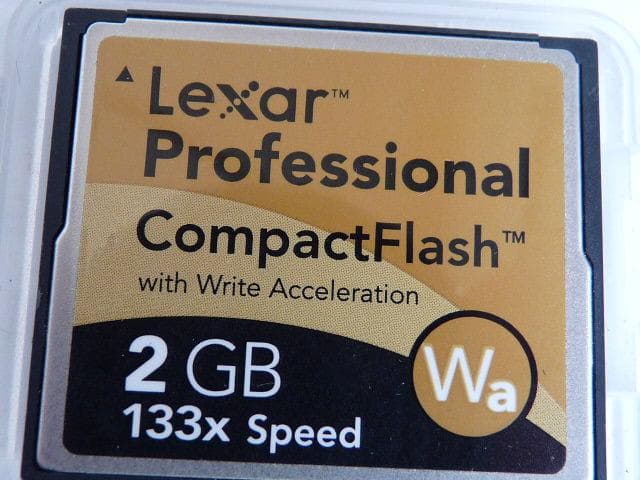 Lexar™
Professional
CompactFlash™
with Write Acceleration
2 GB
133x Speed
Wa